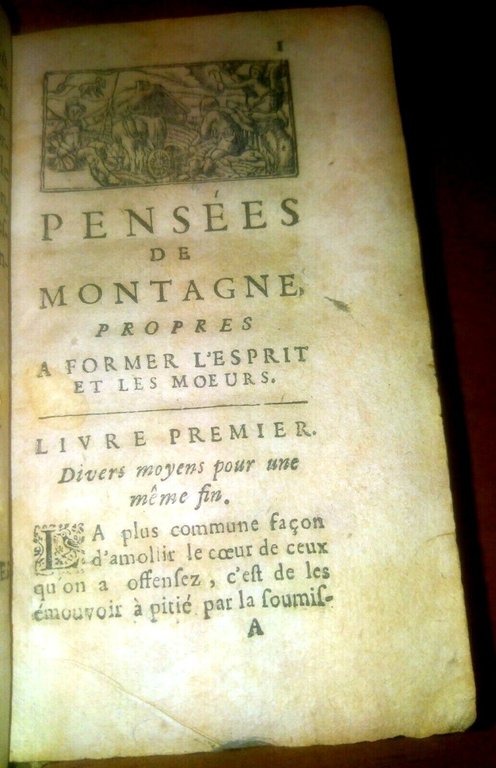 1
PENSÉES
DE
MONTAGNE,
PROPRES
A FORMER L'ESPRIT
ET LES MOEURS.
LIVRE PREMIER.
Divers moyens pour une
même fin.
LA plus commune façon
d'amollir le cœur de ceux
qu'on a offensez, c'est de les
émouvoir à pitié par la soumis-
A